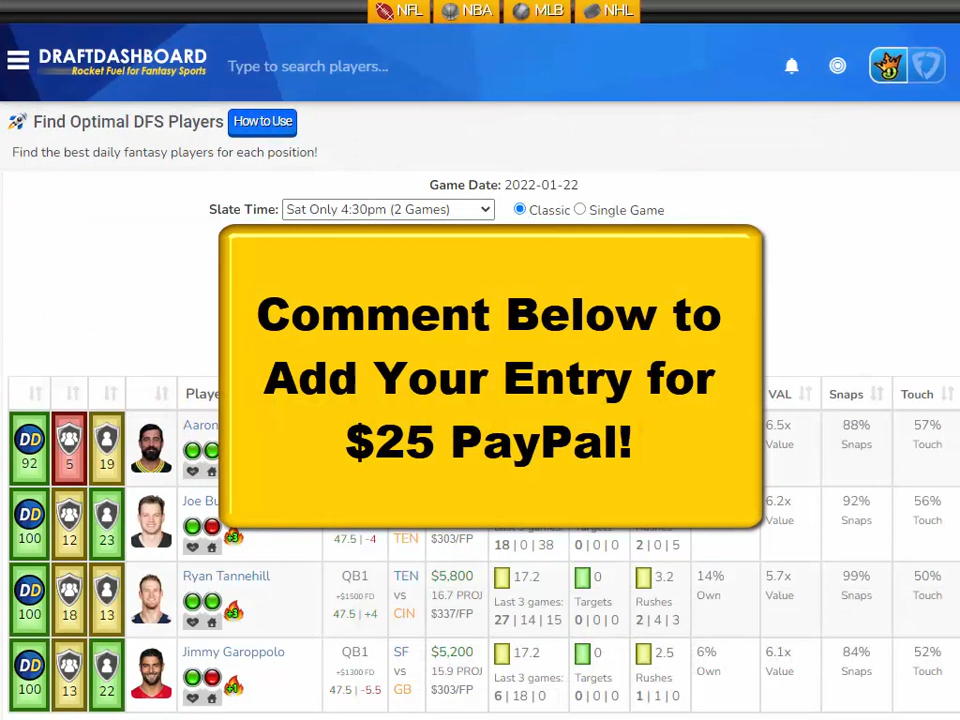 NFL NBA MLB NHL
DRAFTDASHBOARD
Rocket Fuel for Fantasy Sports
Type to search players...
Find Optimal DFS Players How to Use
Find the best daily fantasy players for each position!
Game Date: 2022-01-22
Slate Time: Sat Only 4:30pm (2 Games) Classic Single Game
Comment Below to
Add Your Entry for
$25 PayPal!
VAL Snaps Touch
DD 92 5 19 Aaron 6.5x Value 88% Snaps 57% Touch
DD 100 12 23 Joe Bu 6.2x Value 92% Snaps 56% Touch
+3 47.5 | -4 TEN $303/FP 18 | 0 | 38 0 | 0 | 0 2 | 0 | 5
Ryan Tannehill QB1 TEN $5,800 17.2 0 3.2 14% 5.7x 99% 50%
DD +$1500 FD vs 16.7 PROJ Last 3 games: Targets Rushes Own Value Snaps Touch
100 18 13 +3 47.5 | +4 CIN $337/FP 27 | 14 | 15 0 | 0 | 0 2 | 4 | 3
Jimmy Garoppolo QB1 SF $5,200 17.2 0 2.5 6% 6.1x 84% 52%
DD +$1300 FD vs 15.9 PROJ Last 3 games: Targets Rushes Own Value Snaps Touch
100 13 22 +1 47.5 | -5.5 GB $303/FP 6 | 18 | 0 0 | 0 | 0 1 | 1 | 0